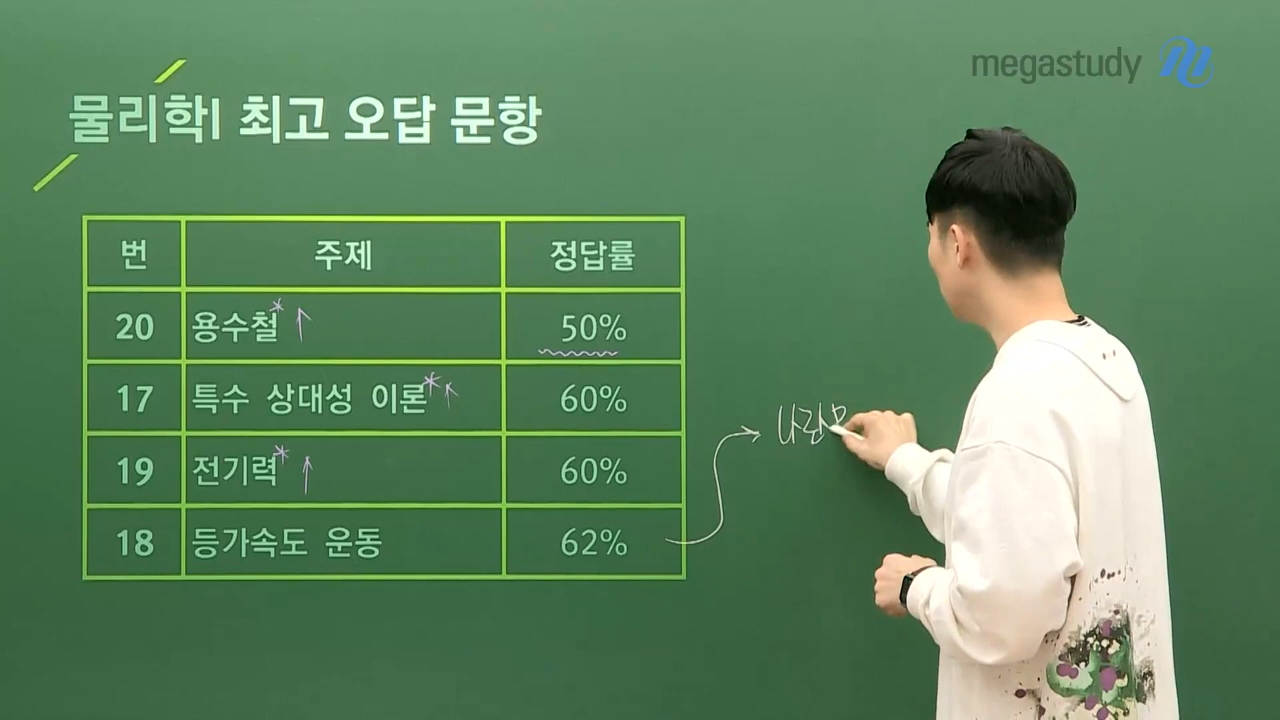 megastudy
물리학I 최고 오답 문항
번 주제 정답률
20 용수철* ↑ 50%
17 특수 상대성 이론* ↑ 60%
19 전기력* ↑ 60%
18 등가속도 운동 62%